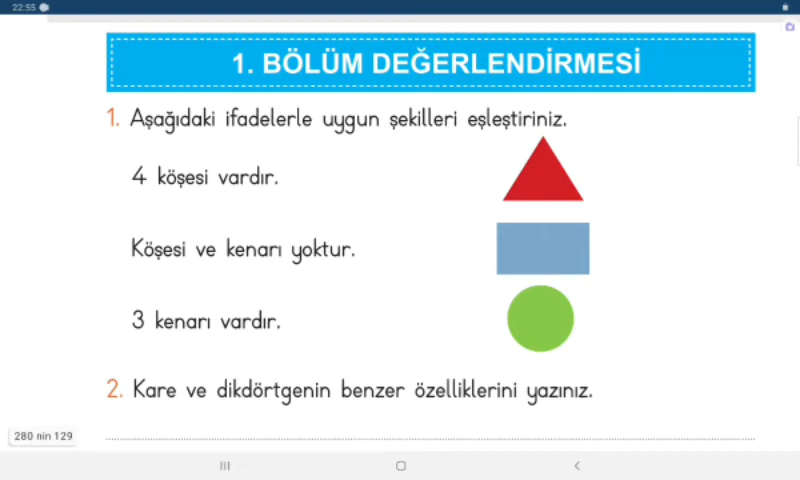 22:55
1. BÖLÜM DEĞERLENDİRMESİ
1. Aşağıdaki ifadelerle uygun şekilleri eşleştiriniz.
4 köşesi vardır.
Köşesi ve kenarı yoktur.
3 kenarı vardır.
2. Kare ve dikdörtgenin benzer özelliklerini yazınız.
280 nin 129